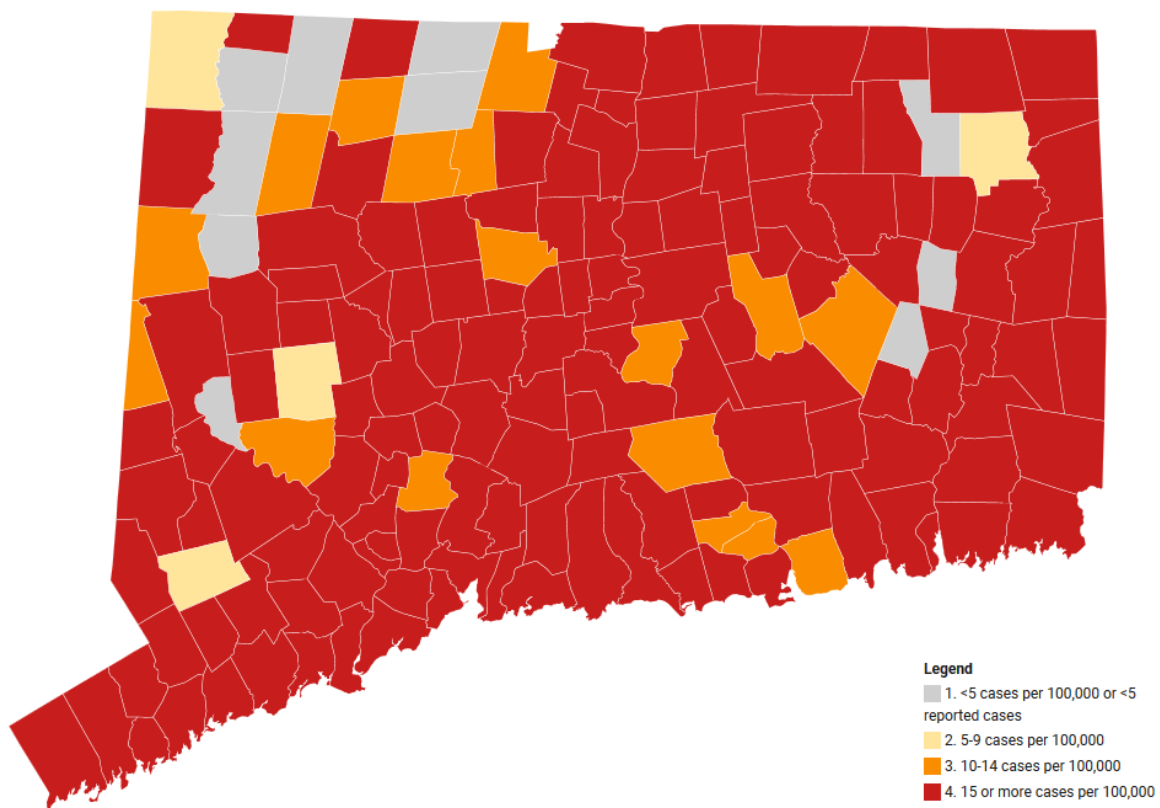 Legend
1. <5 cases per 100,000 or <5
reported cases
2. 5-9 cases per 100,000
3. 10-14 cases per 100,000
4. 15 or more cases per 100,000